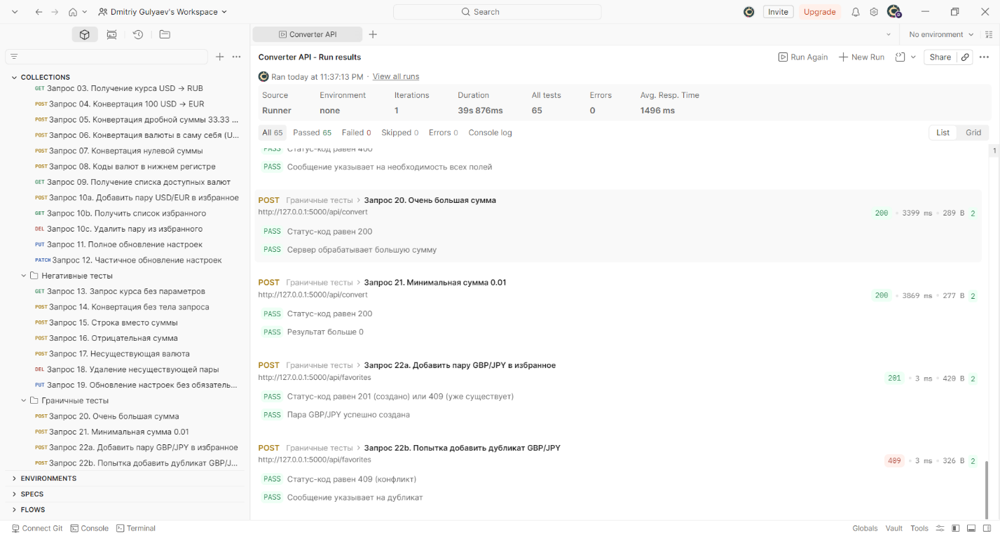 Dmitriy Gulyaev's Workspace
Search
Invite
Upgrade
D
Converter API
No environment
COLLECTIONS
GET Запрос 03. Получение курса USD → RUB
POST Запрос 04. Конвертация 100 USD → EUR
POST Запрос 05. Конвертация дробной суммы 33.33 ...
POST Запрос 06. Конвертация валюты в саму себя (U...
POST Запрос 07. Конвертация нулевой суммы
POST Запрос 08. Коды валют в нижнем регистре
GET Запрос 09. Получение списка доступных валют
POST Запрос 10a. Добавить пару USD/EUR в избранное
GET Запрос 10b. Получить список избранного
DEL Запрос 10c. Удалить пару из избранного
PUT Запрос 11. Полное обновление настроек
PATCH Запрос 12. Частичное обновление настроек
Негативные тесты
GET Запрос 13. Запрос курса без параметров
POST Запрос 14. Конвертация без тела запроса
POST Запрос 15. Строка вместо суммы
POST Запрос 16. Отрицательная сумма
POST Запрос 17. Несуществующая валюта
DEL Запрос 18. Удаление несуществующей пары
PUT Запрос 19. Обновление настроек без обязатель...
Граничные тесты
POST Запрос 20. Очень большая сумма
POST Запрос 21. Минимальная сумма 0.01
POST Запрос 22a. Добавить пару GBP/JPY в избранное
POST Запрос 22b. Попытка добавить дубликат GBP/J...
ENVIRONMENTS
SPECS
FLOWS
Converter API - Run results
Run Again
New Run
Share
Ran today at 11:37:13 PM · View all runs
Source Environment Iterations Duration All tests Errors Avg. Resp. Time
Runner none 1 39s 876ms 65 0 1496 ms
All 65 Passed 65 Failed 0 Skipped 0 Errors 0 Console log
List Grid
1
PASS Статус-код равен 400
PASS Сообщение указывает на необходимость всех полей
POST Граничные тесты > Запрос 20. Очень большая сумма
http://127.0.0.1:5000/api/convert
200 • 3399 ms • 289 B 2
PASS Статус-код равен 200
PASS Сервер обрабатывает большую сумму
POST Граничные тесты > Запрос 21. Минимальная сумма 0.01
http://127.0.0.1:5000/api/convert
200 • 3869 ms • 277 B 2
PASS Статус-код равен 200
PASS Результат больше 0
POST Граничные тесты > Запрос 22a. Добавить пару GBP/JPY в избранное
http://127.0.0.1:5000/api/favorites
201 • 3 ms • 420 B 2
PASS Статус-код равен 201 (создано) или 409 (уже существует)
PASS Пара GBP/JPY успешно создана
POST Граничные тесты > Запрос 22b. Попытка добавить дубликат GBP/JPY
http://127.0.0.1:5000/api/favorites
409 • 3 ms • 326 B 2
PASS Статус-код равен 409 (конфликт)
PASS Сообщение указывает на дубликат
Connect Git Console Terminal
Globals Vault Tools